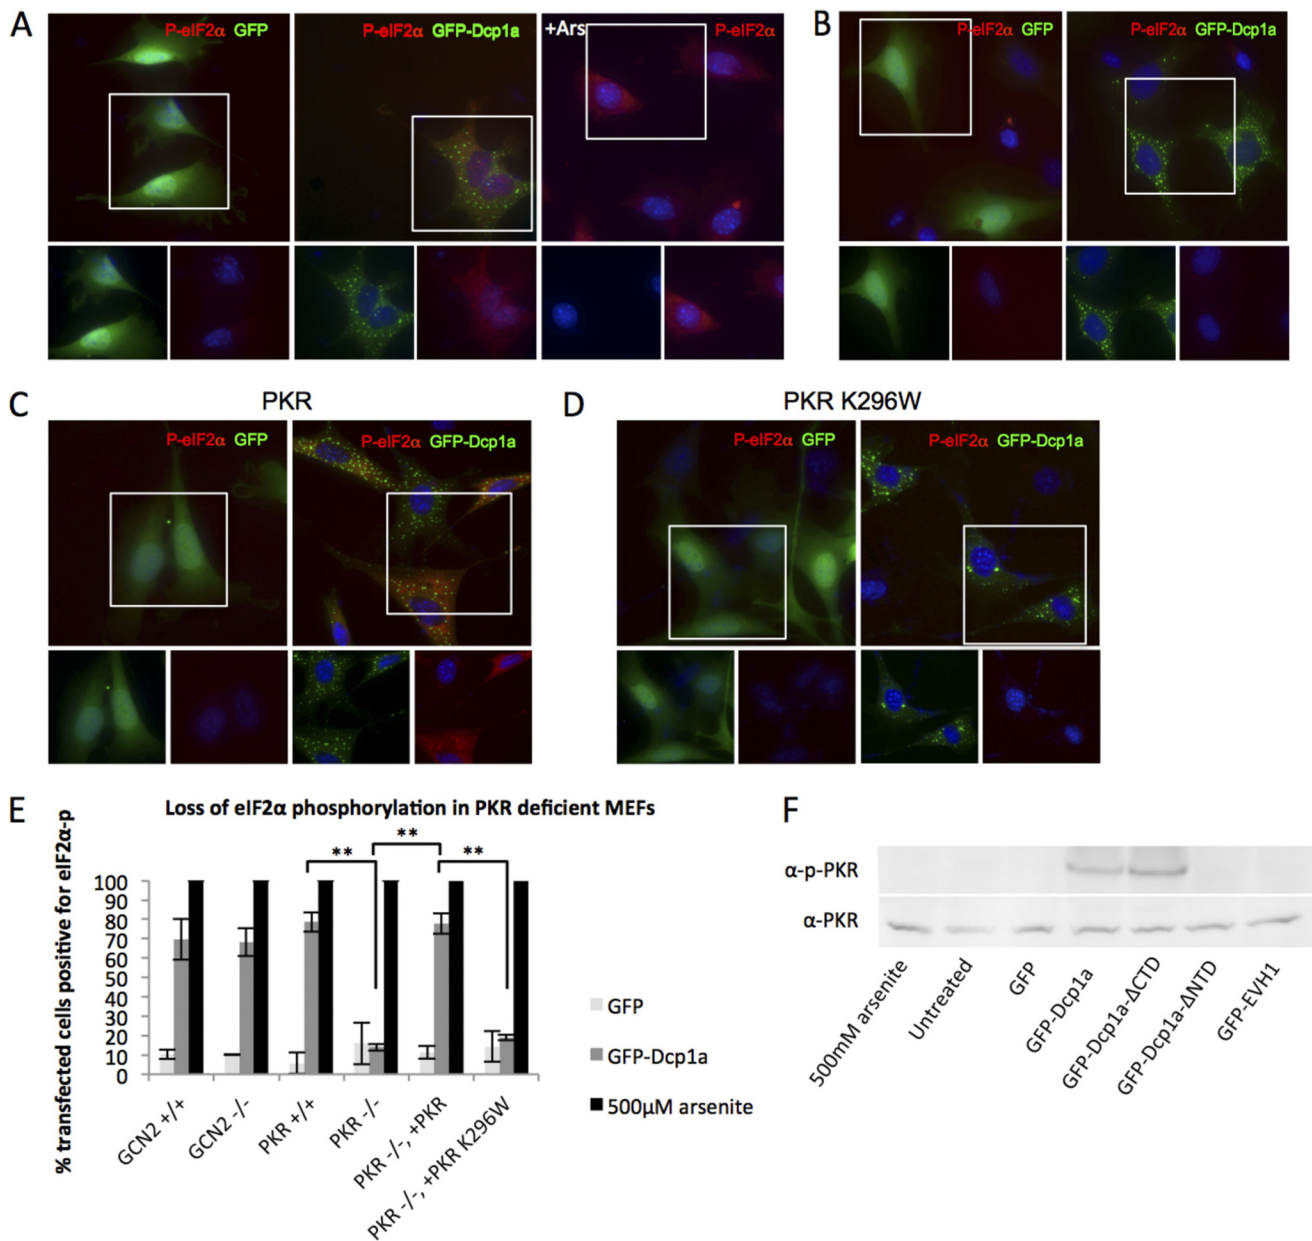 A
P-eIF2α GFP
P-eIF2α GFP-Dcp1a
+Ars
P-eIF2α
B
P-eIF2α GFP
P-eIF2α GFP-Dcp1a
C
PKR
P-eIF2α GFP
P-eIF2α GFP-Dcp1a
D
PKR K296W
P-eIF2α GFP
P-eIF2α GFP-Dcp1a
E
Loss of eIF2α phosphorylation in PKR deficient MEFs
% transfected cells positive for eIF2α-p
100
90
80
70
60
50
40
30
20
10
0
**
**
**
GCN2 +/+
GCN2 -/-
PKR +/+
PKR -/-
PKR -/-, +PKR
PKR -/-, +PKR K296W
GFP
GFP-Dcp1a
500μM arsenite
F
α-p-PKR
α-PKR
500mM arsenite
Untreated
GFP
GFP-Dcp1a
GFP-Dcp1a-ΔCTD
GFP-Dcp1a-ΔNTD
GFP-EVH1